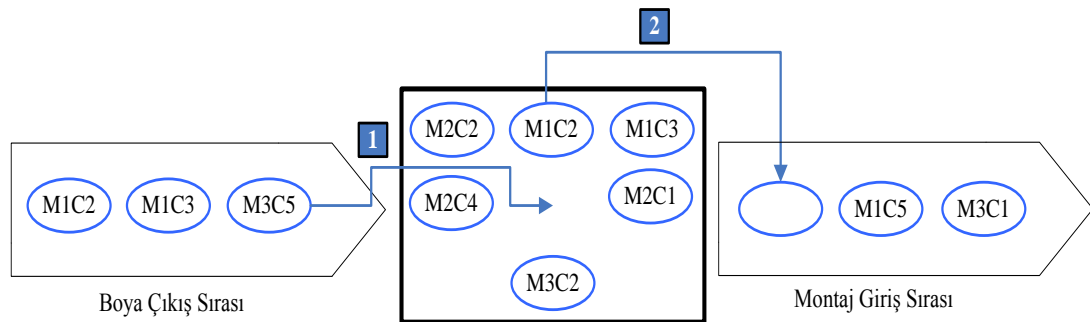 2
1
M2C2 M1C2 M1C3
M1C2 M1C3 M3C5
M2C4 M2C1
M1C5 M3C1
M3C2
Boya Çıkış Sırası
Montaj Giriş Sırası